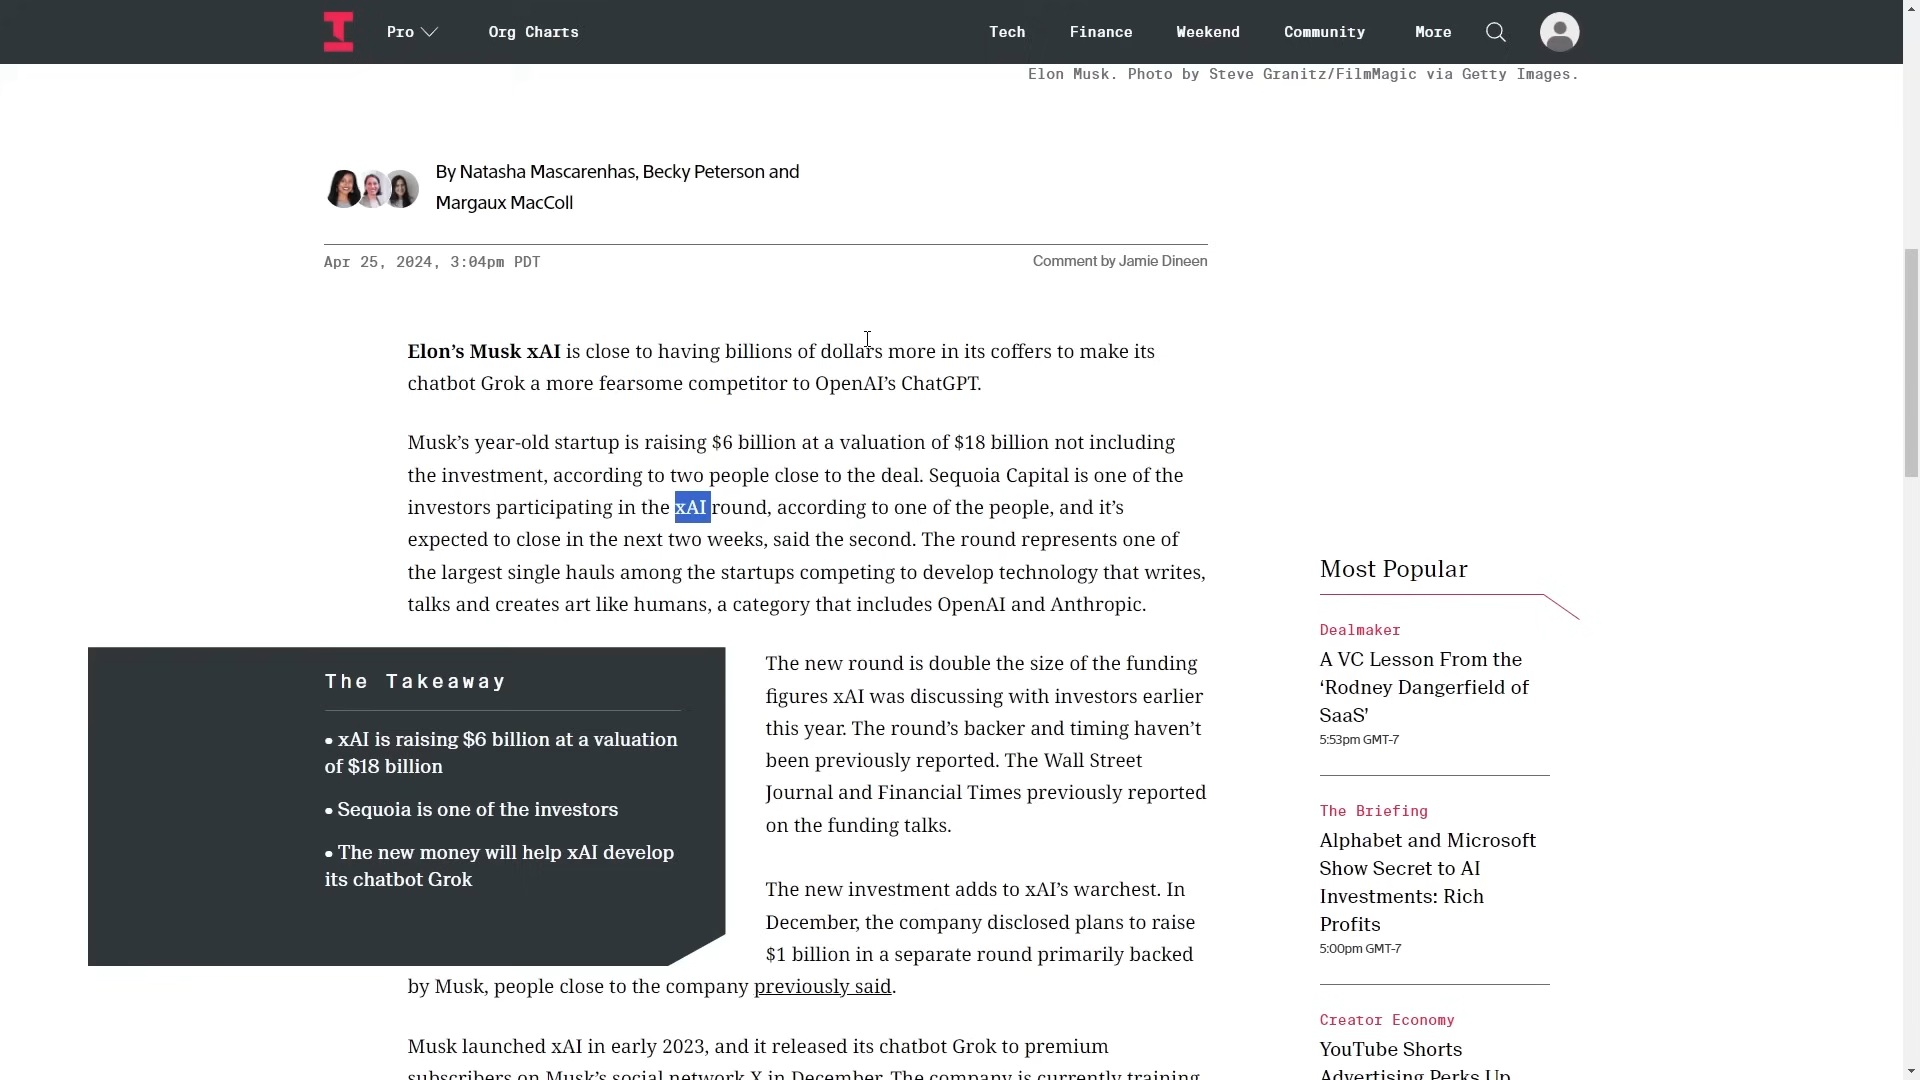 Pro
Org Charts
Tech
Finance
Weekend
Community
More
Elon Musk. Photo by Steve Granitz/FilmMagic via Getty Images.
By Natasha Mascarenhas, Becky Peterson and
Margaux MacColl
Apr 25, 2024, 3:04pm PDT
Comment by Jamie Dineen
Elon’s Musk xAI is close to having billions of dollars more in its coffers to make its
chatbot Grok a more fearsome competitor to OpenAI’s ChatGPT.
Musk’s year-old startup is raising $6 billion at a valuation of $18 billion not including
the investment, according to two people close to the deal. Sequoia Capital is one of the
investors participating in the xAI round, according to one of the people, and it’s
expected to close in the next two weeks, said the second. The round represents one of
the largest single hauls among the startups competing to develop technology that writes,
talks and creates art like humans, a category that includes OpenAI and Anthropic.
The Takeaway
• xAI is raising $6 billion at a valuation
of $18 billion
• Sequoia is one of the investors
• The new money will help xAI develop
its chatbot Grok
The new round is double the size of the funding
figures xAI was discussing with investors earlier
this year. The round’s backer and timing haven’t
been previously reported. The Wall Street
Journal and Financial Times previously reported
on the funding talks.
The new investment adds to xAI’s warchest. In
December, the company disclosed plans to raise
$1 billion in a separate round primarily backed
by Musk, people close to the company previously said.
Musk launched xAI in early 2023, and it released its chatbot Grok to premium
subscribers on Musk’s social network X in December. The company is currently training
Most Popular
Dealmaker
A VC Lesson From the
‘Rodney Dangerfield of
SaaS’
5:53pm GMT-7
The Briefing
Alphabet and Microsoft
Show Secret to AI
Investments: Rich
Profits
5:00pm GMT-7
Creator Economy
YouTube Shorts
Advertising Perks Up